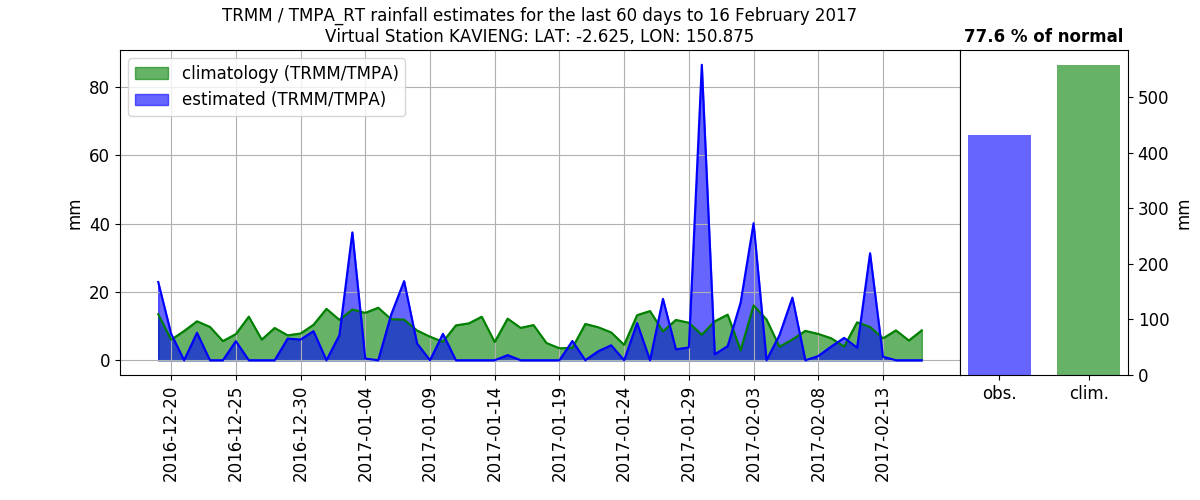 TRMM / TMPA_RT rainfall estimates for the last 60 days to 16 February 2017
Virtual Station KAVIENG: LAT: -2.625, LON: 150.875
77.6 % of normal
climatology (TRMM/TMPA)
estimated (TRMM/TMPA)
mm
80
60
40
20
0
2016-12-20
2016-12-25
2016-12-30
2017-01-04
2017-01-09
2017-01-14
2017-01-19
2017-01-24
2017-01-29
2017-02-03
2017-02-08
2017-02-13
obs.
clim.
500
400
300
200
100
0
mm